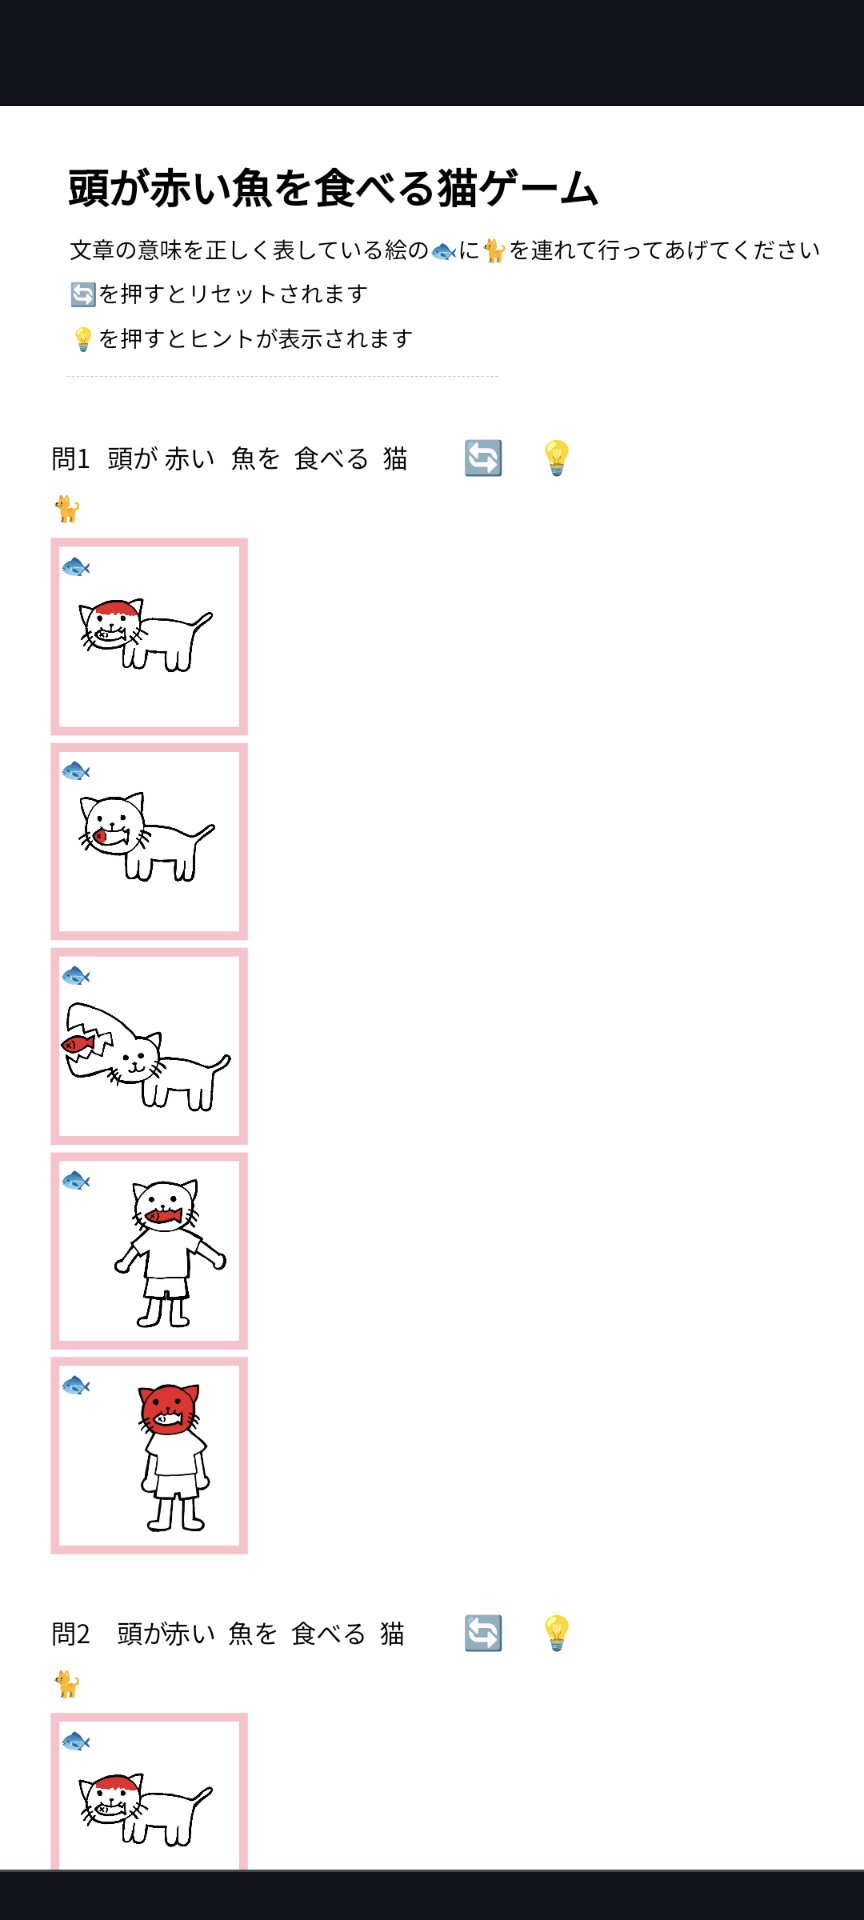 頭が赤い魚を食べる猫ゲーム
文章の意味を正しく表している絵の🐟に🐈を連れて行ってあげてください
🔄を押すとリセットされます
💡を押すとヒントが表示されます
問1 頭が 赤い 魚を 食べる 猫
問2 頭が赤い 魚を 食べる 猫